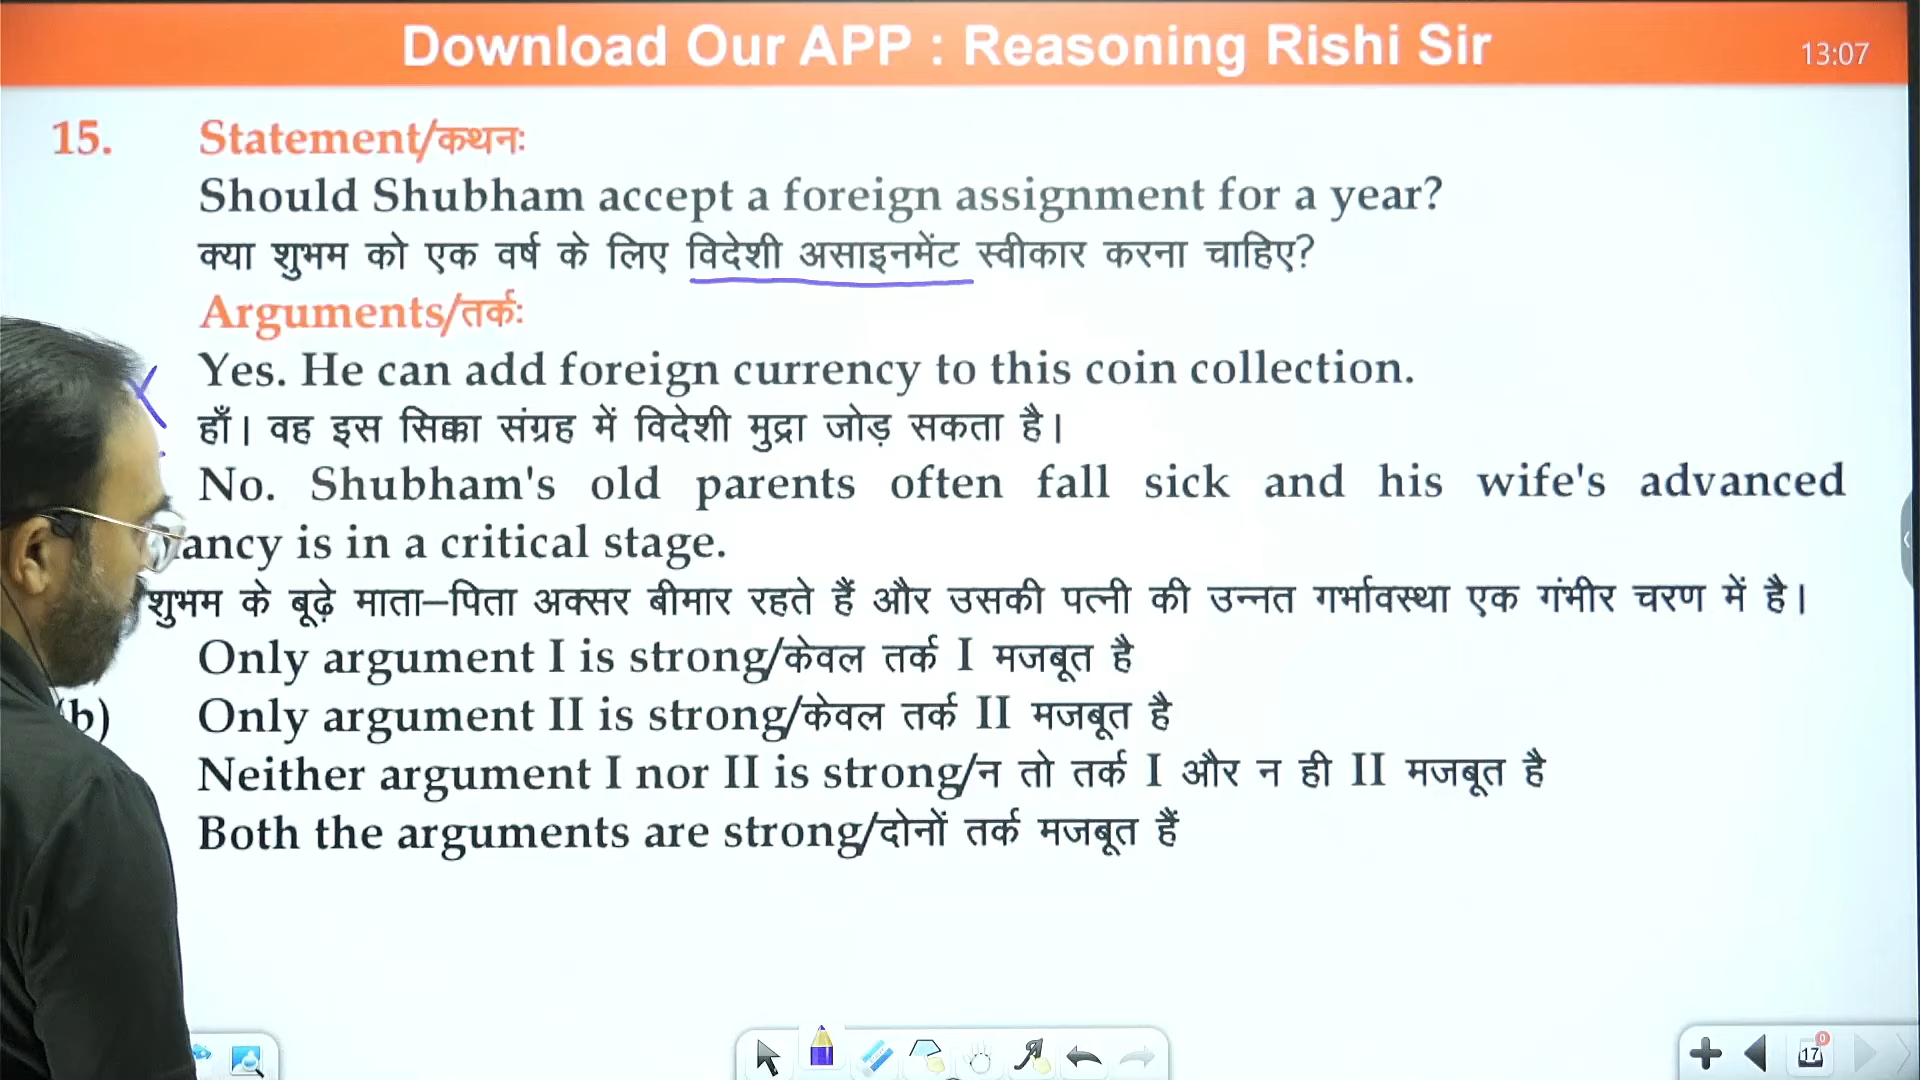 Download Our APP : Reasoning Rishi Sir
13:07
15. Statement/कथनः
Should Shubham accept a foreign assignment for a year?
क्या शुभम को एक वर्ष के लिए विदेशी असाइनमेंट स्वीकार करना चाहिए?
Arguments/तर्कः
Yes. He can add foreign currency to this coin collection.
हाँ। वह इस सिक्का संग्रह में विदेशी मुद्रा जोड़ सकता है।
No. Shubham's old parents often fall sick and his wife's advanced
ancy is in a critical stage.
शुभम के बूढ़े माता–पिता अक्सर बीमार रहते हैं और उसकी पत्नी की उन्नत गर्भावस्था एक गंभीर चरण में है।
Only argument I is strong/केवल तर्क I मजबूत है
(b) Only argument II is strong/केवल तर्क II मजबूत है
Neither argument I nor II is strong/न तो तर्क I और न ही II मजबूत है
Both the arguments are strong/दोनों तर्क मजबूत हैं
17
0